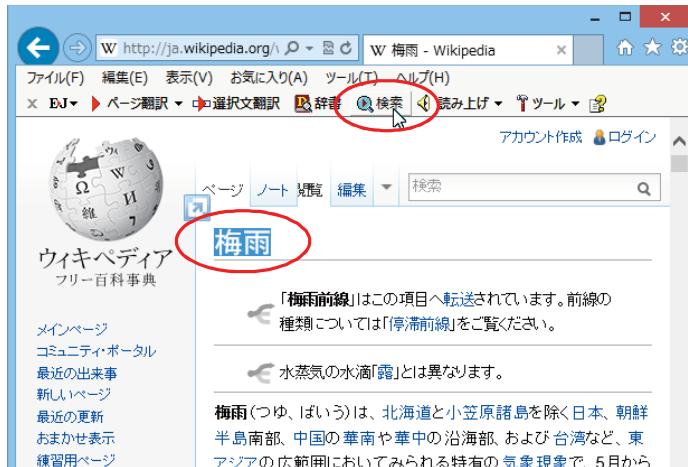 W http://ja.wikipedia.org/
W 梅雨 - Wikipedia
ファイル(F) 編集(E) 表示(V) お気に入り(A) ツール(T) ヘルプ(H)
x EJ ページ翻訳 選択文翻訳 辞書 検索 読み上げ ツール
アカウント作成 ログイン
ページ ノート 閲覧 編集 検索
Ω W И 維 7
ウィキペディア
フリー百科事典
梅雨
「梅雨前線」はこの項目へ転送されています。前線の
種類については「停滞前線」をご覧ください。
水蒸気の水滴「露」とは異なります。
メインページ
コミュニティ・ポータル
最近の出来事
新しいページ
最近の更新
おまかせ表示
練習用ページ
梅雨(つゆ、ばいう)は、北海道と小笠原諸島を除く日本、朝鮮
半島南部、中国の華南や華中の沿海部、および台湾など、東
アジアの広範囲においてみられる特有の気象現象で、5月から